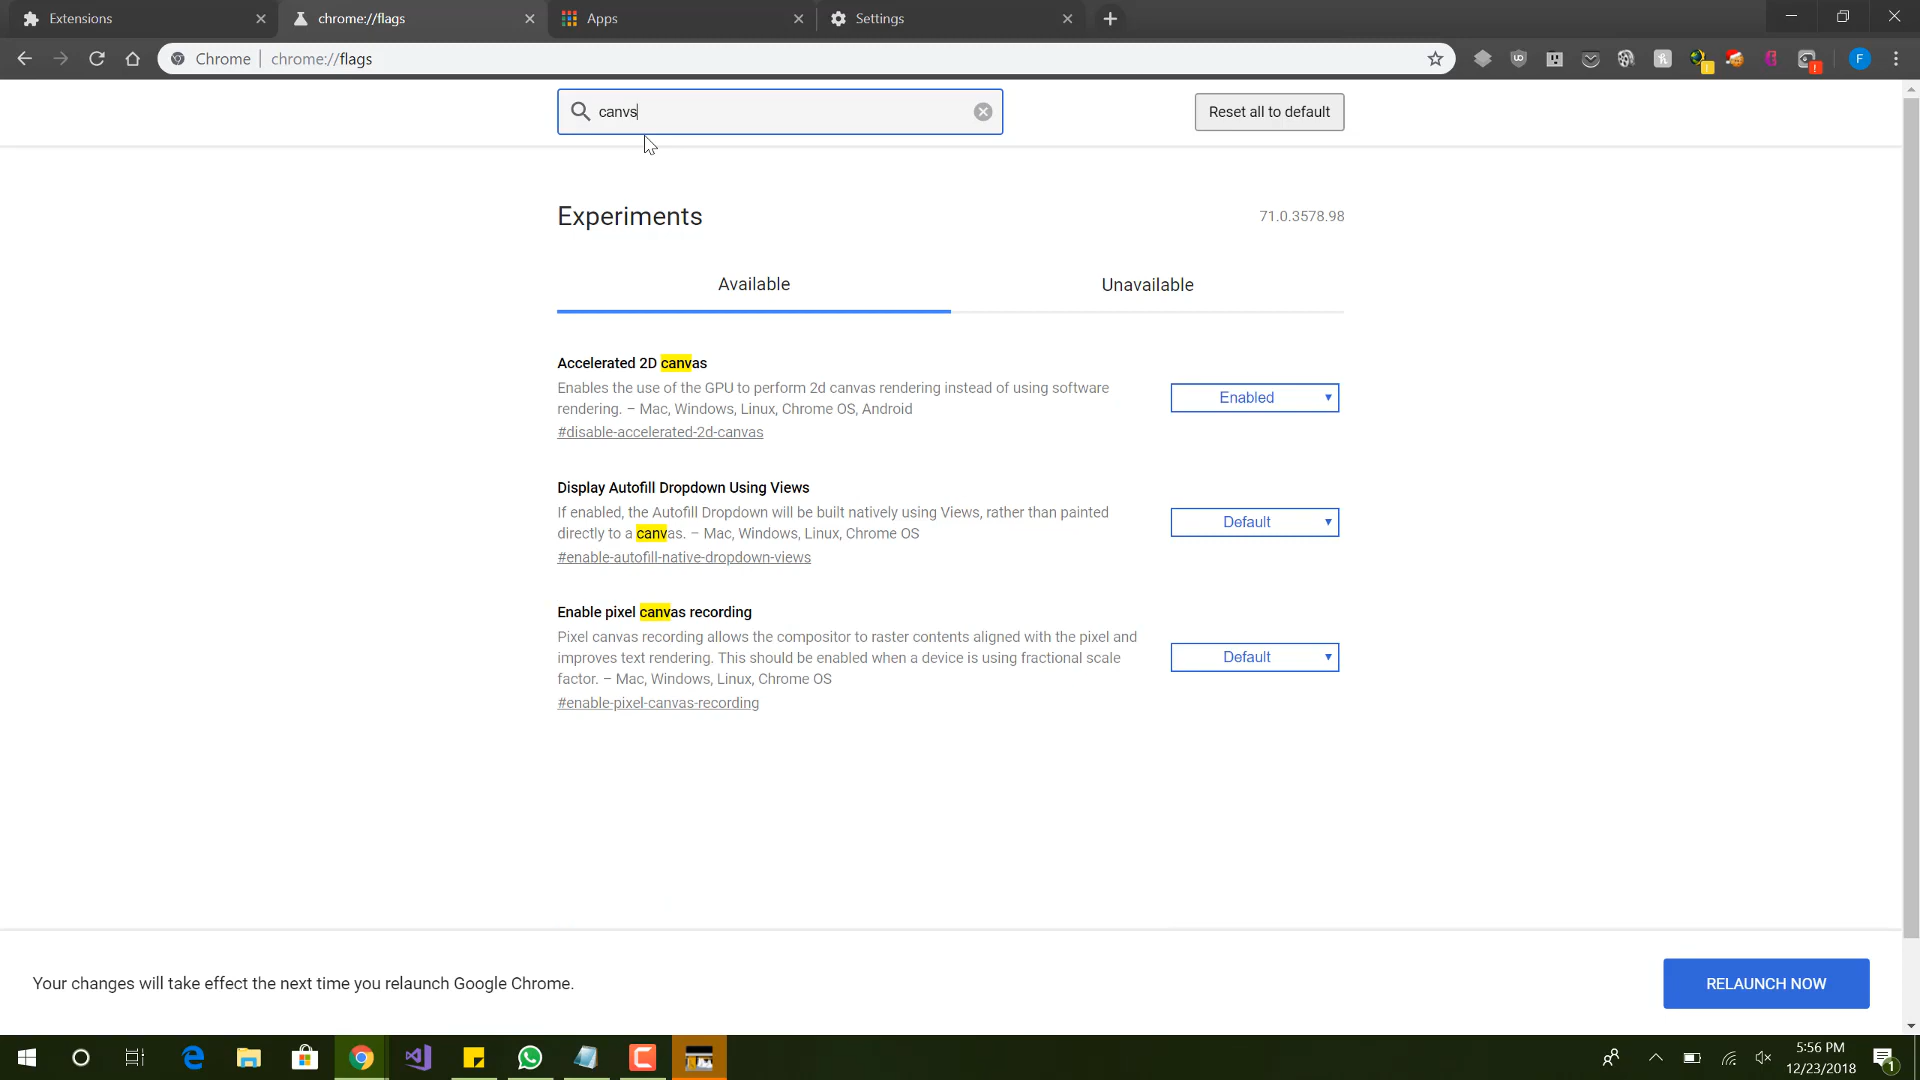 Extensions
chrome://flags
Apps
Settings
Chrome
chrome://flags
F
canvs
Reset all to default
Experiments
71.0.3578.98
Available
Unavailable
Accelerated 2D canvas
Enables the use of the GPU to perform 2d canvas rendering instead of using software
rendering. – Mac, Windows, Linux, Chrome OS, Android
#disable-accelerated-2d-canvas
Enabled
Display Autofill Dropdown Using Views
If enabled, the Autofill Dropdown will be built natively using Views, rather than painted
directly to a canvas. – Mac, Windows, Linux, Chrome OS
#enable-autofill-native-dropdown-views
Default
Enable pixel canvas recording
Pixel canvas recording allows the compositor to raster contents aligned with the pixel and
improves text rendering. This should be enabled when a device is using fractional scale
factor. – Mac, Windows, Linux, Chrome OS
#enable-pixel-canvas-recording
Default
Your changes will take effect the next time you relaunch Google Chrome.
RELAUNCH NOW
5:56 PM
12/23/2018
1